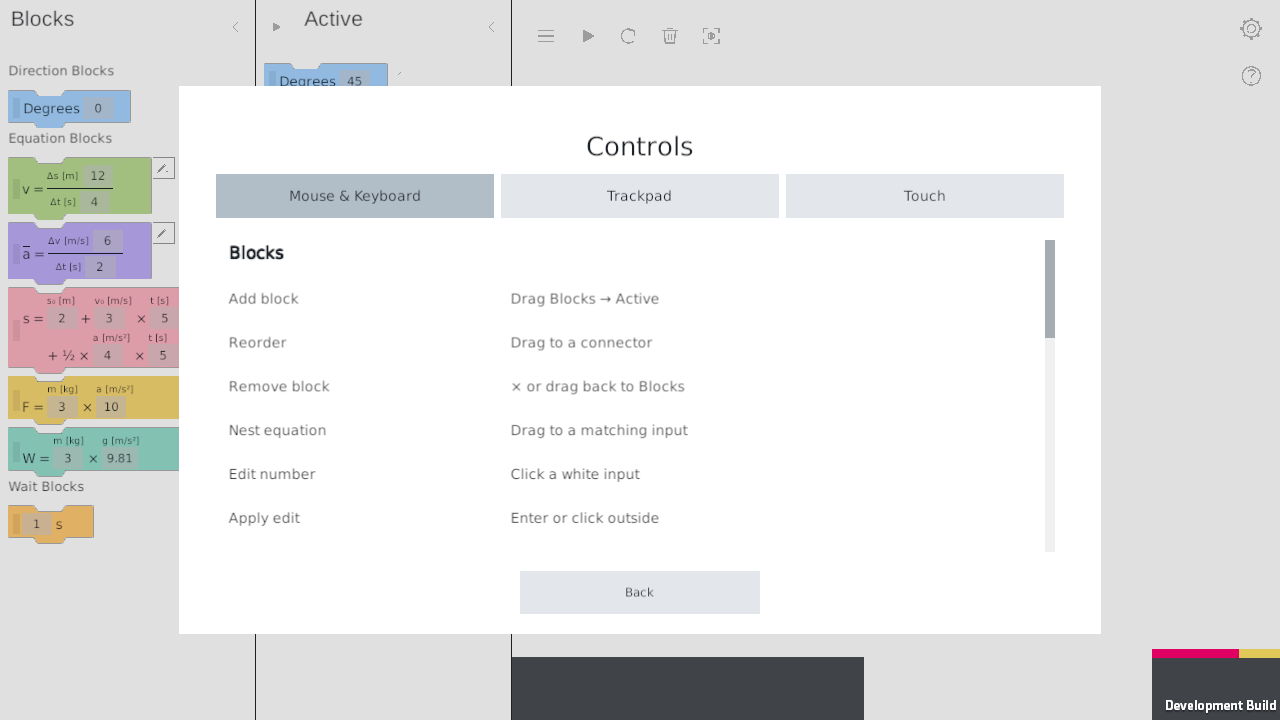 Blocks
Active
Direction Blocks
Degrees 0
Degrees 45
Equation Blocks
v = Δs [m] 12
Δt [s] 4
a = Δv [m/s] 6
Δt [s] 2
s₀ [m] v₀ [m/s] t [s]
s = 2 + 3 × 5
a [m/s²] t [s]
+ ½ × 4 × 5
m [kg] a [m/s²]
F = 3 × 10
m [kg] g [m/s²]
W = 3 × 9.81
Wait Blocks
1 s
Controls
Mouse & Keyboard
Trackpad
Touch
Blocks
Add block Drag Blocks → Active
Reorder Drag to a connector
Remove block × or drag back to Blocks
Nest equation Drag to a matching input
Edit number Click a white input
Apply edit Enter or click outside
Back
Development Build